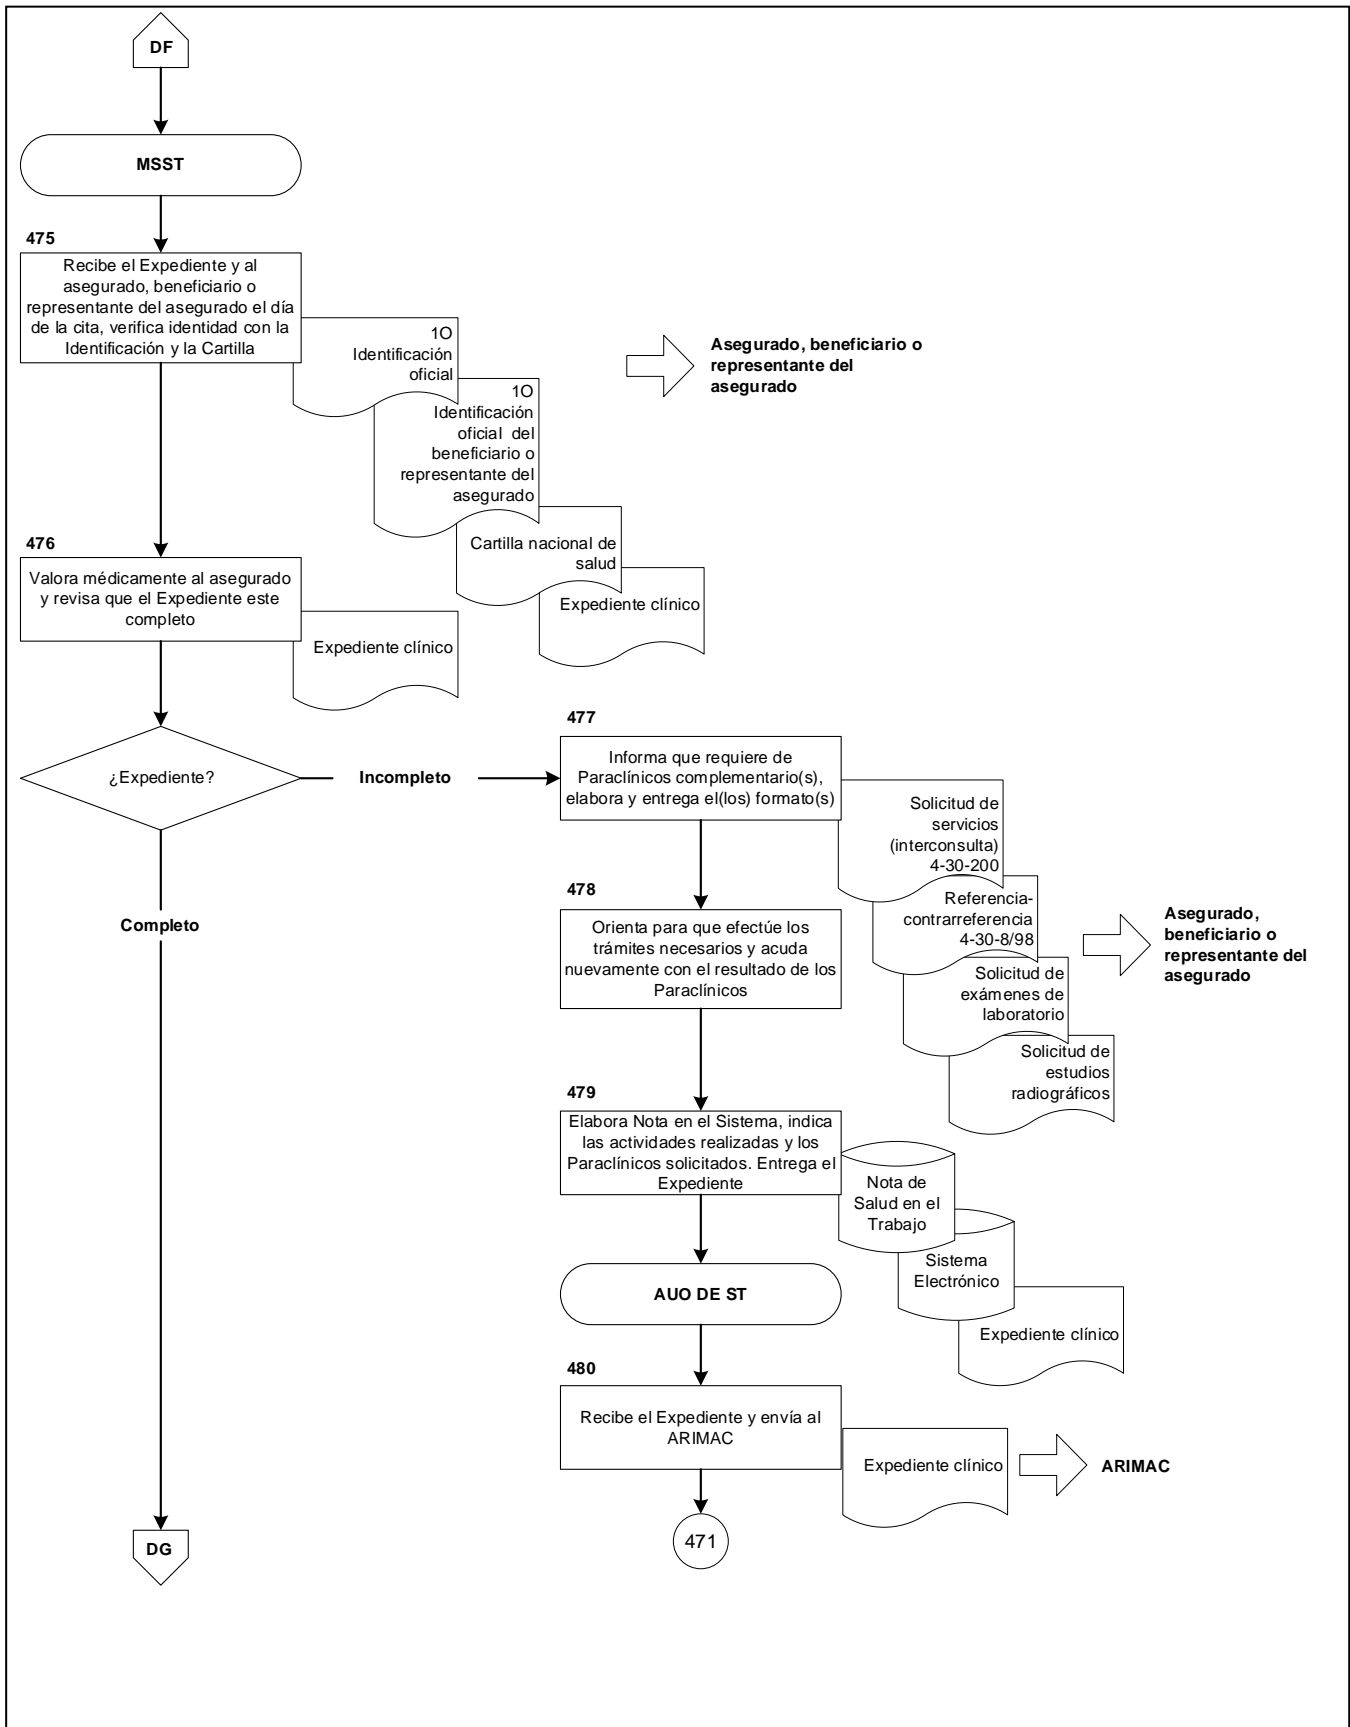 DF
MSST
475
Recibe el Expediente y al
asegurado, beneficiario o
representante del asegurado el día
de la cita, verifica identidad con la
Identificación y la Cartilla
1O
Identificación
oficial
1O
Identificación
oficial del
beneficiario o
representante del
asegurado
Cartilla nacional de
salud
Expediente clínico
Asegurado, beneficiario o
representante del
asegurado
476
Valora médicamente al asegurado
y revisa que el Expediente este
completo
Expediente clínico
¿Expediente?
Incompleto
Completo
477
Informa que requiere de
Paraclínicos complementario(s),
elabora y entrega el(los) formato(s)
Solicitud de
servicios
(interconsulta)
4-30-200
Referencia-
contrarreferencia
4-30-8/98
Solicitud de
exámenes de
laboratorio
Solicitud de
estudios
radiográficos
Asegurado,
beneficiario o
representante del
asegurado
478
Orienta para que efectúe los
trámites necesarios y acuda
nuevamente con el resultado de los
Paraclínicos
479
Elabora Nota en el Sistema, indica
las actividades realizadas y los
Paraclínicos solicitados. Entrega el
Expediente
Nota de
Salud en el
Trabajo
Sistema
Electrónico
Expediente clínico
AUO DE ST
480
Recibe el Expediente y envía al
ARIMAC
Expediente clínico
ARIMAC
471
DG